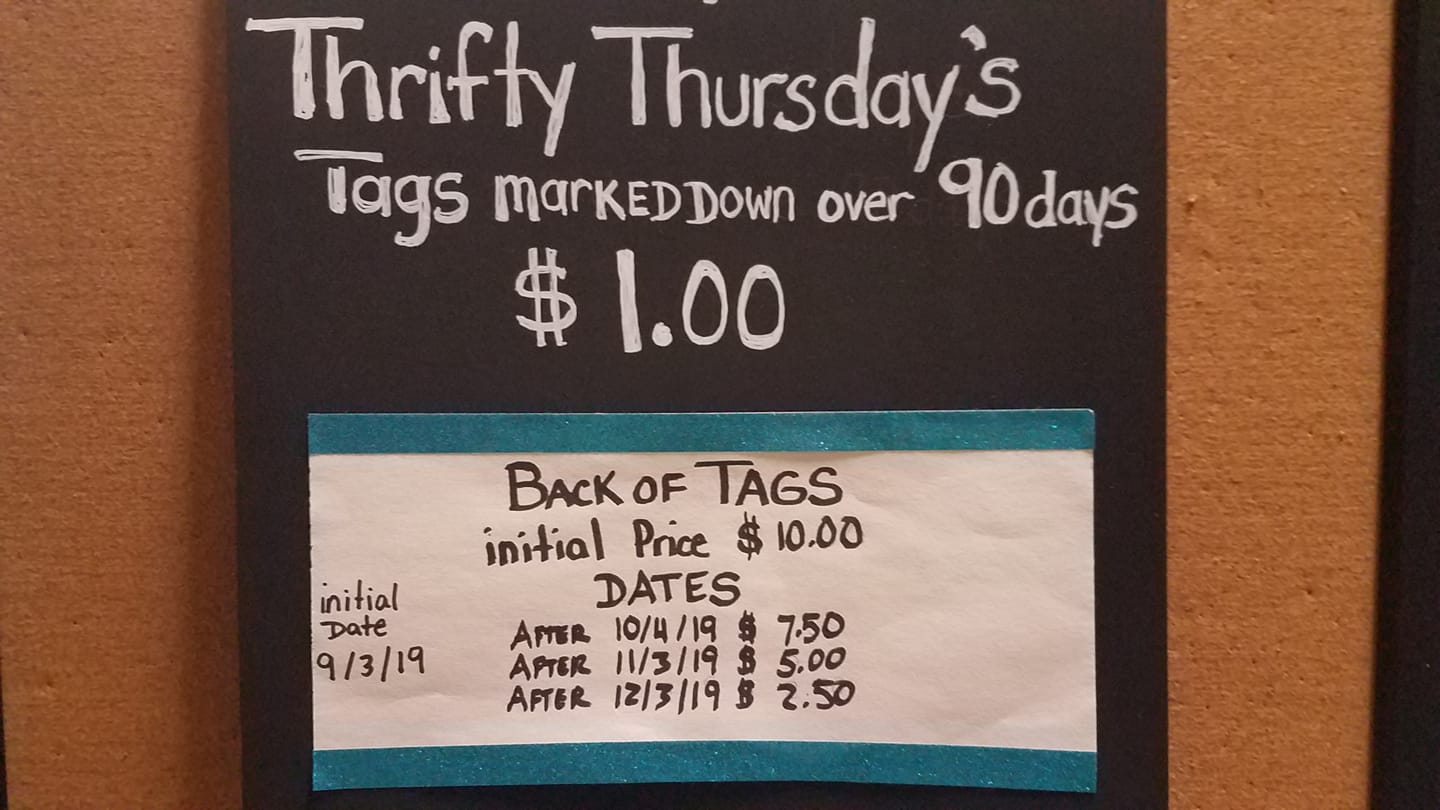 Thrifty Thursday's
Tags marKED DOWN over 90 days
$ 1.00
BACK OF TAGS
initial Price $ 10.00
DATES
initial
Date
9/3/19
AFTER 10/4/19 $ 7.50
AFTER 11/3/19 $ 5.00
AFTER 12/3/19 $ 2.50